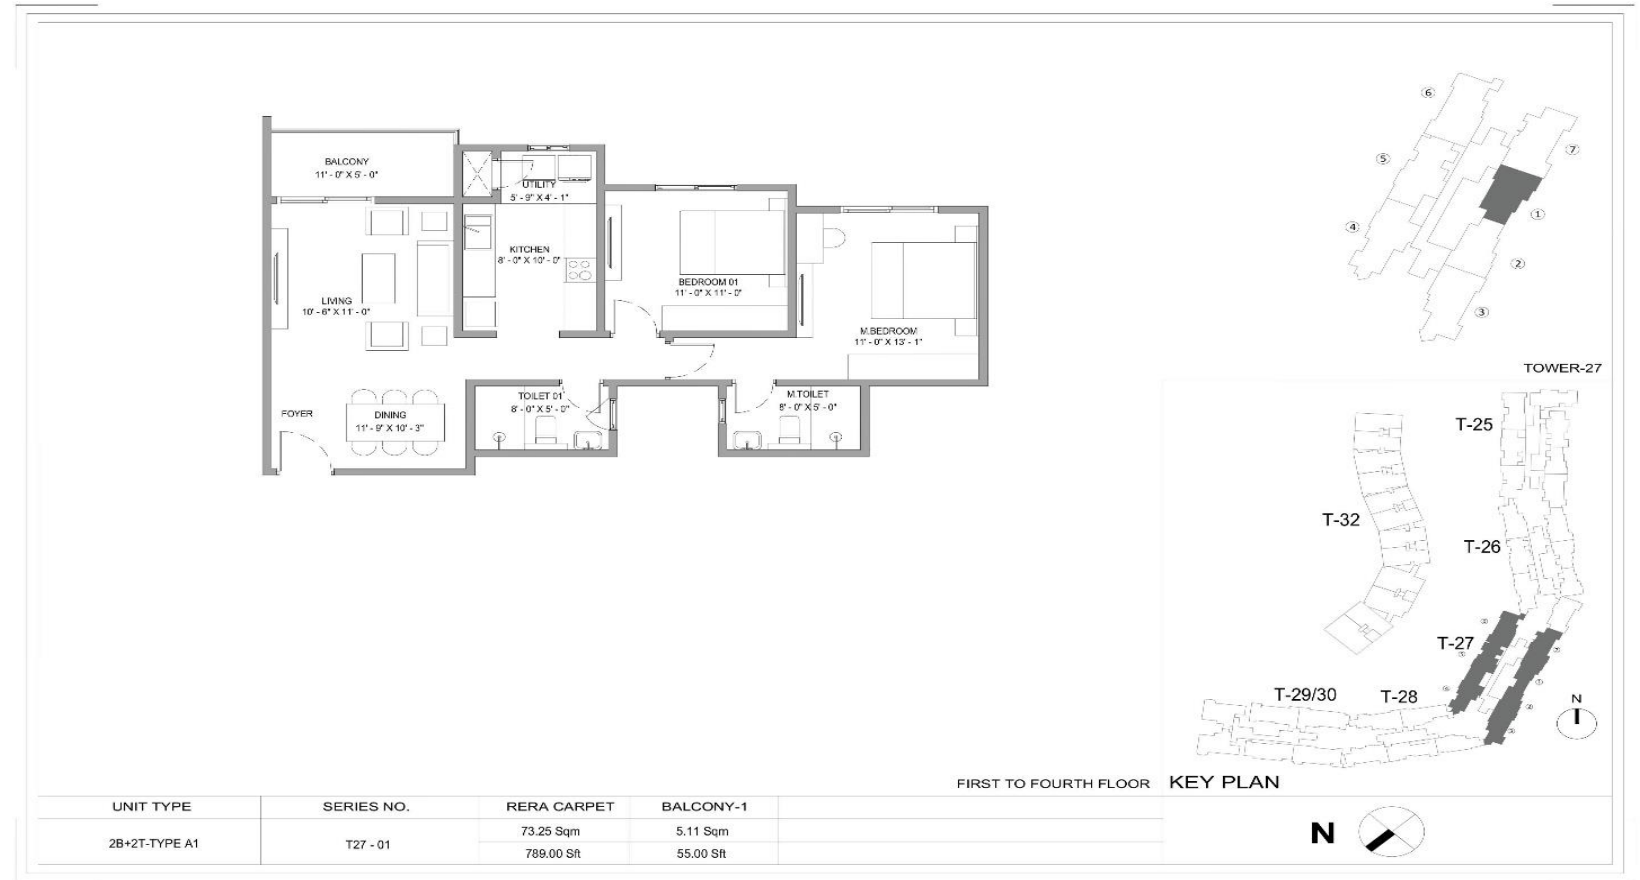 BALCONY
11' - 0" X 5' - 0"
UTILITY
5' - 9" X 4' - 1"
KITCHEN
8' - 0" X 10' - 0"
BEDROOM 01
11' - 0" X 11' - 0"
LIVING
10' - 6" X 11' - 0"
M.BEDROOM
11' - 0" X 13' - 1"
TOILET 01
8' - 0" X 5' - 0"
M.TOILET
8' - 0" X 5' - 0"
FOYER
DINING
11' - 9" X 10' - 3"
6
7
5
1
4
2
3
TOWER-27
T-25
T-32
T-26
T-27
T-29/30
T-28
N
FIRST TO FOURTH FLOOR
KEY PLAN
UNIT TYPE
SERIES NO.
RERA CARPET
BALCONY-1
2B+2T-TYPE A1
T27 - 01
73.25 Sqm
5.11 Sqm
789.00 Sft
55.00 Sft
N